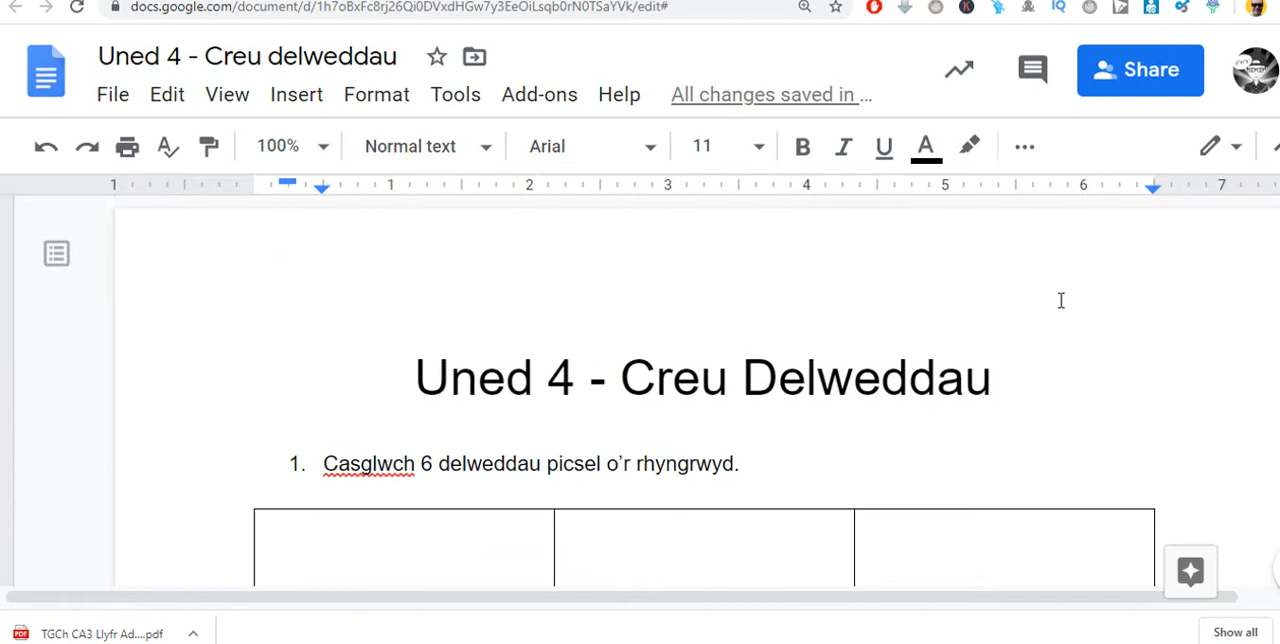 docs.google.com/document/d/1h7oBxFc8rj26Qi0DVxdHGw7y3EeOiLsqb0rN0TSaYVk/edit#
Uned 4 - Creu delweddau
Share
File Edit View Insert Format Tools Add-ons Help All changes saved in ...
100% Normal text Arial 11 B I U A
1 1 2 3 4 5 6 7
Uned 4 - Creu Delweddau
1. Casglwch 6 delweddau picsel o’r rhyngrwyd.
PDF TGCh CA3 Llyfr Ad....pdf Show all